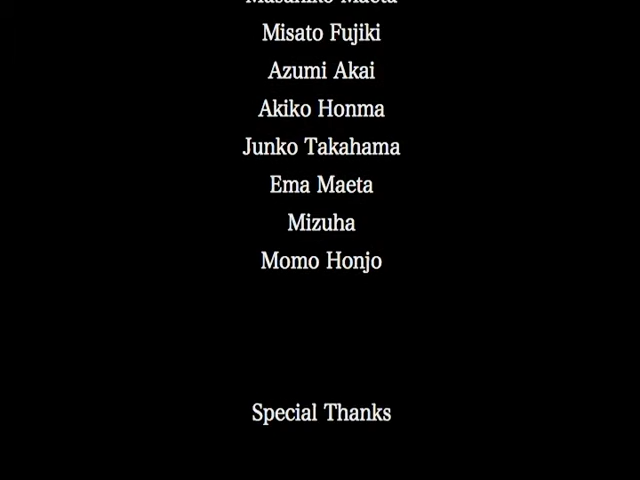 Misato Fujiki
Azumi Akai
Akiko Honma
Junko Takahama
Ema Maeta
Mizuha
Momo Honjo
Special Thanks